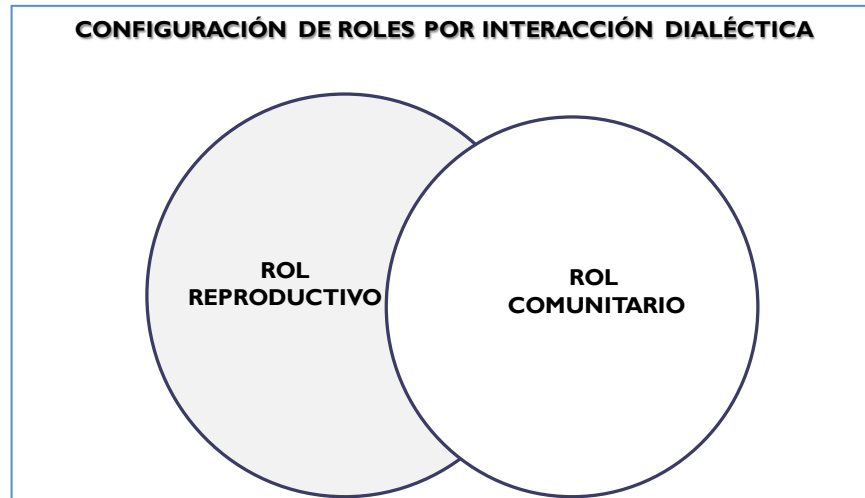 CONFIGURACIÓN DE ROLES POR INTERACCIÓN DIALÉCTICA
ROL
REPRODUCTIVO
ROL
COMUNITARIO